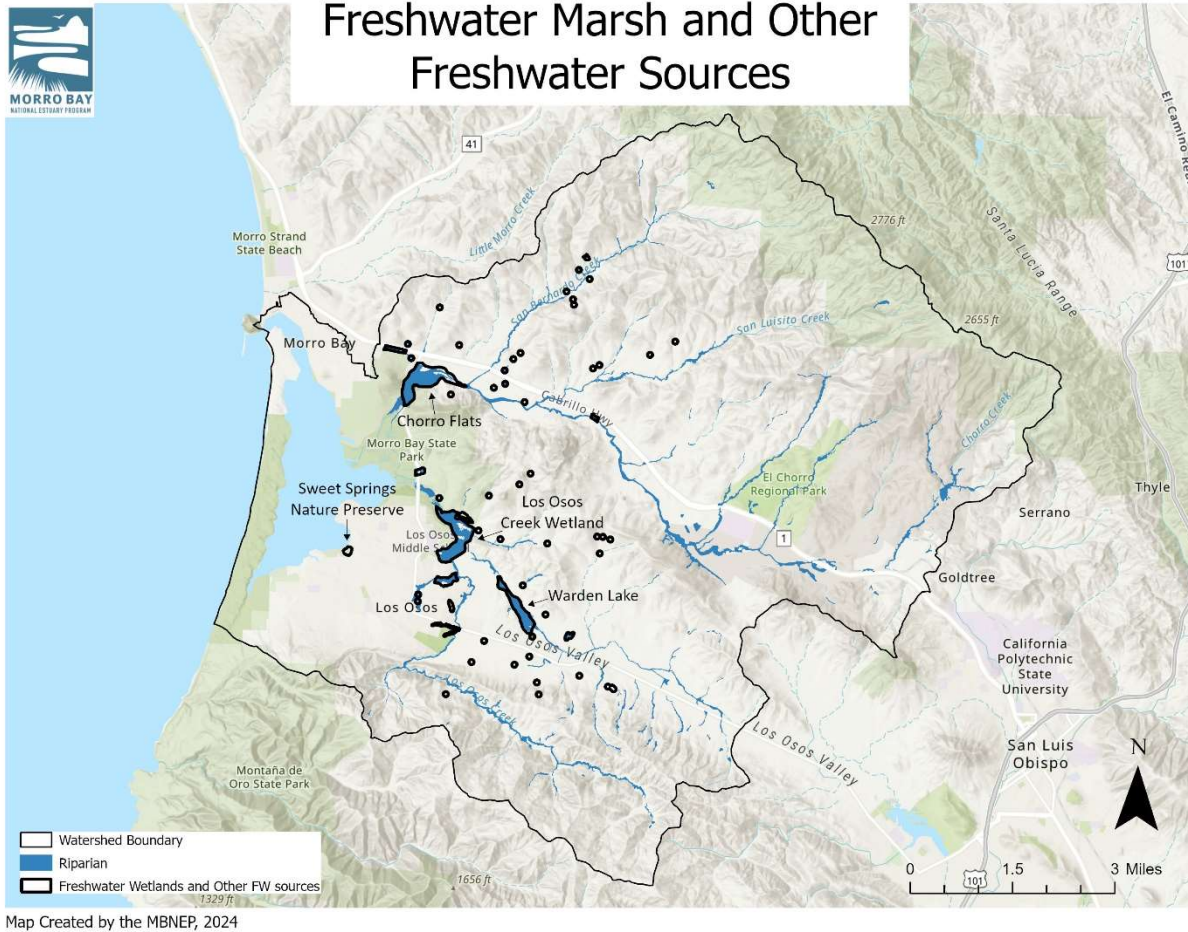 Freshwater Marsh and Other
Freshwater Sources
MORRO BAY
NATIONAL ESTUARY PROGRAM
41
El Camino Real
Little Morro Creek
Morro Strand
State Beach
2776 ft
Santa Lucia Range
101
San Bernardo Creek
San Luisito Creek
2655 ft
Morro Bay
Cabrillo Hwy
Chorro Flats
Chorro Creek
Morro Bay State
Park
El Chorro
Regional Park
Thyle
Sweet Springs
Nature Preserve
Los Osos
Creek Wetland
Serrano
Los Osos
Middle
1
Goldtree
Los Osos
Warden Lake
Los Osos Valley
California
Polytechnic
State
University
Los Osos Creek
Los Osos Valley
San Luis
Obispo
N
Montaña de
Oro State Park
Watershed Boundary
Riparian
Freshwater Wetlands and Other FW sources
1656 ft
1329 ft
0 1.5 3 Miles
101
Map Created by the MBNEP, 2024